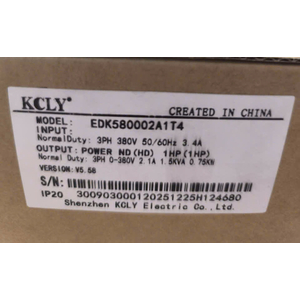 KCLY® CREATED IN CHINA
MODEL: EDK580002A1T4
INPUT:
NormalDuty: 3PH 380V 50/60Hz 3.4A
OUTPUT: POWER ND (HD) 1HP(1HP)
Normal Duty: 3PH 0-380V 2.1A 1.5KVA 0.75KW
VERSION: V5.56
S/N:
IP20 300903000120251225H124680
Shenzhen KCLY Electric Co., Ltd